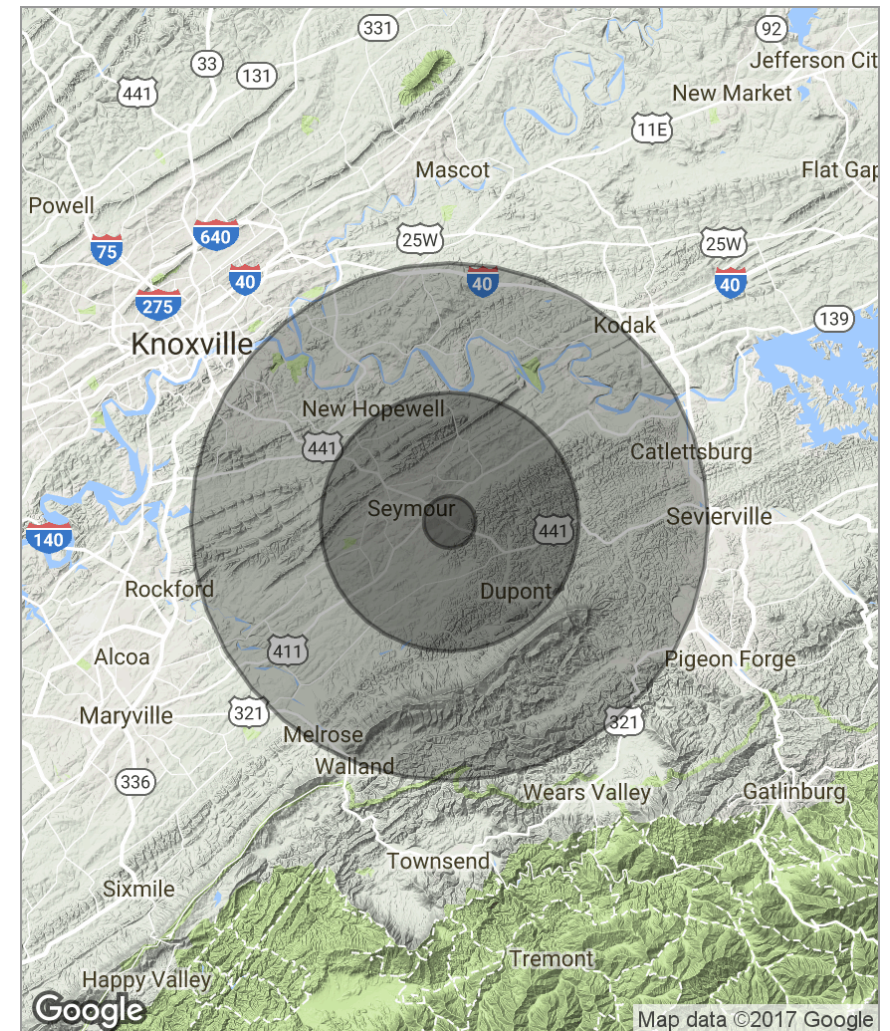 331
92
33
131
Jefferson Cit
441
New Market
11E
Mascot
Flat Gap
Powell
640
25W
25W
75
40
40
40
275
139
Kodak
Knoxville
New Hopewell
441
Catlettsburg
Seymour
Sevierville
441
140
Rockford
Dupont
411
Alcoa
Pigeon Forge
321
Maryville
321
Melrose
Walland
336
Wears Valley
Gatlinburg
Townsend
Sixmile
Tremont
Happy Valley
Google
Map data ©2017 Google